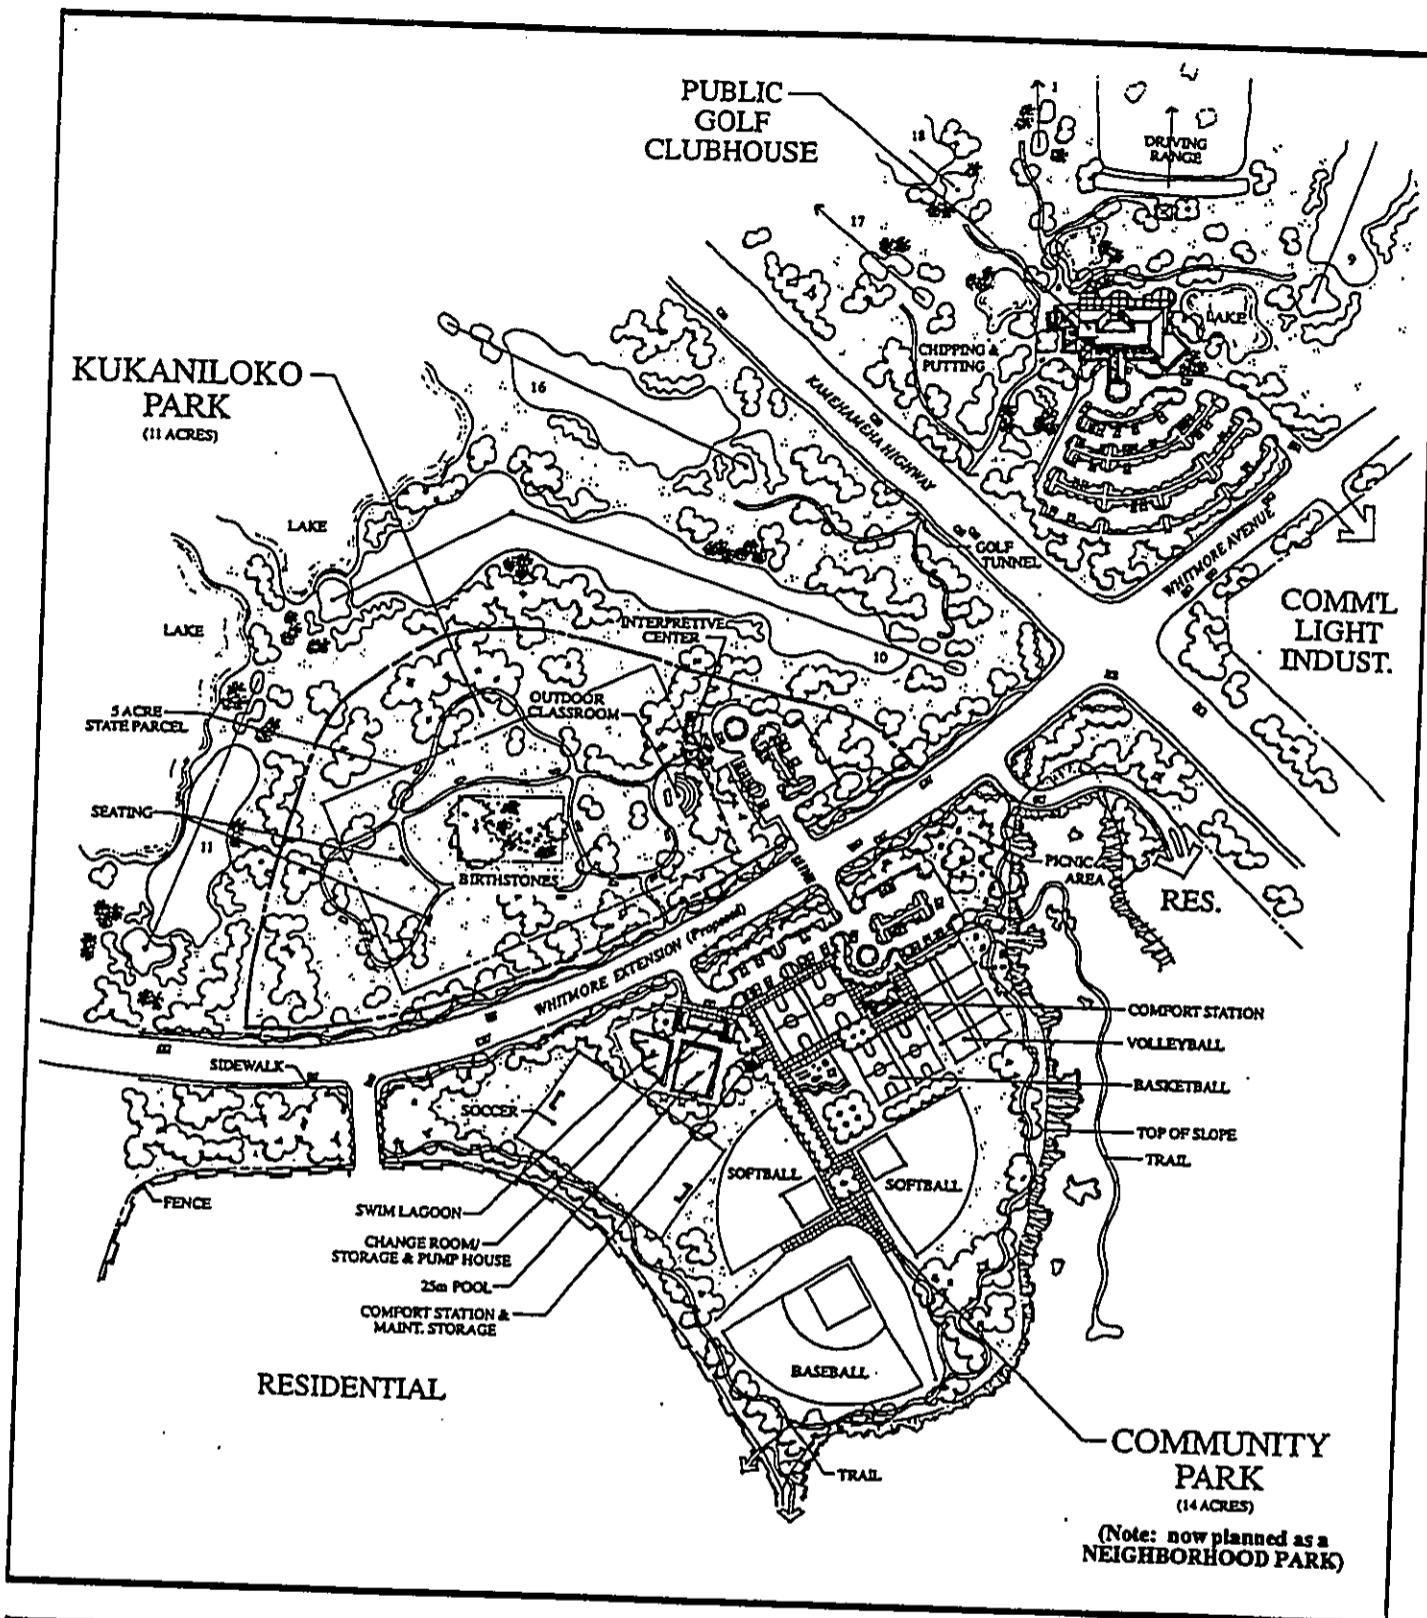 PUBLIC
GOLF
CLUBHOUSE
1
18
DRIVING
RANGE
17
9
LAKE
CHIPPING &
PUTTING
KUKANILOKO
PARK
(11 ACRES)
16
KAMEHAMEHA HIGHWAY
GOLF
TUNNEL
WHITMORE AVENUE
COMM'L
LIGHT
INDUST.
LAKE
LAKE
INTERPRETIVE
CENTER
10
OUTDOOR
CLASSROOM
5 ACRE
STATE PARCEL
SEATING
11
BIRTHSTONES
PICNIC
AREA
RES.
WHITMORE EXTENSION (Proposed)
COMFORT STATION
VOLLEYBALL
BASKETBALL
TOP OF SLOPE
TRAIL
SIDEWALK
SOCCER
SOFTBALL
SOFTBALL
FENCE
SWIM LAGOON
CHANGE ROOM/
STORAGE & PUMP HOUSE
25m POOL
COMFORT STATION &
MAINT. STORAGE
BASEBALL
RESIDENTIAL
TRAIL
COMMUNITY
PARK
(14 ACRES)
(Note: now planned as a
NEIGHBORHOOD PARK)